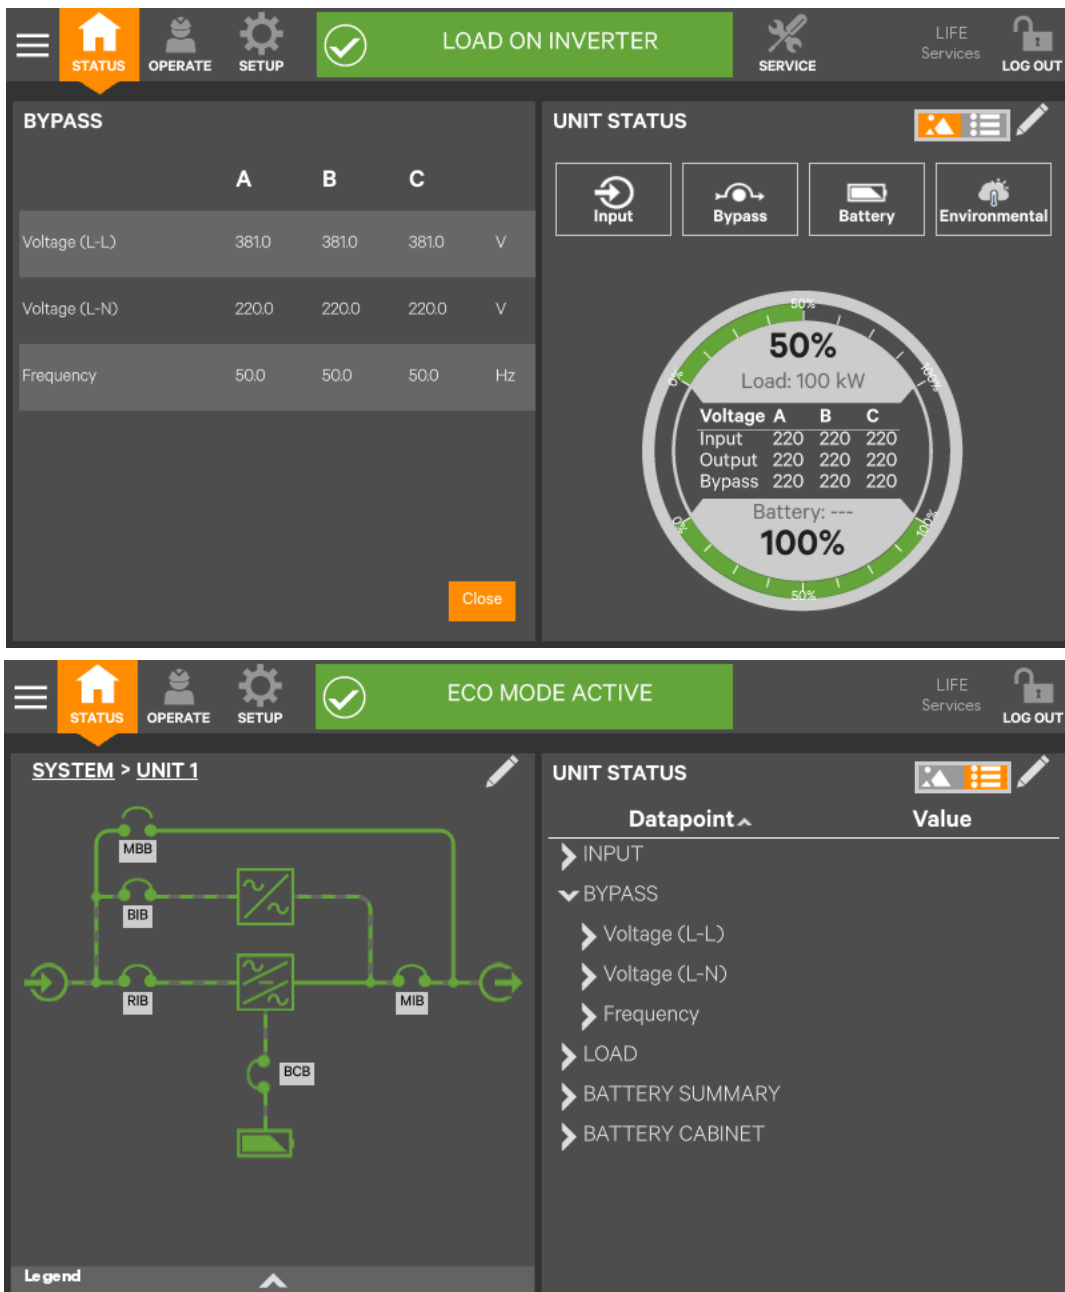 STATUS OPERATE SETUP LOAD ON INVERTER SERVICE LIFE Services LOG OUT
BYPASS
A B C
Voltage (L-L) 381.0 381.0 381.0 V
Voltage (L-N) 220.0 220.0 220.0 V
Frequency 50.0 50.0 50.0 Hz
Close
UNIT STATUS
Input Bypass Battery Environmental
50%
0% 100%
50%
Load: 100 kW
Voltage A B C
Input 220 220 220
Output 220 220 220
Bypass 220 220 220
Battery: ---
100%
0% 100%
50%
STATUS OPERATE SETUP ECO MODE ACTIVE LIFE Services LOG OUT
SYSTEM > UNIT 1
MBB
BIB
RIB
MIB
BCB
Legend
UNIT STATUS
Datapoint Value
INPUT
BYPASS
Voltage (L-L)
Voltage (L-N)
Frequency
LOAD
BATTERY SUMMARY
BATTERY CABINET